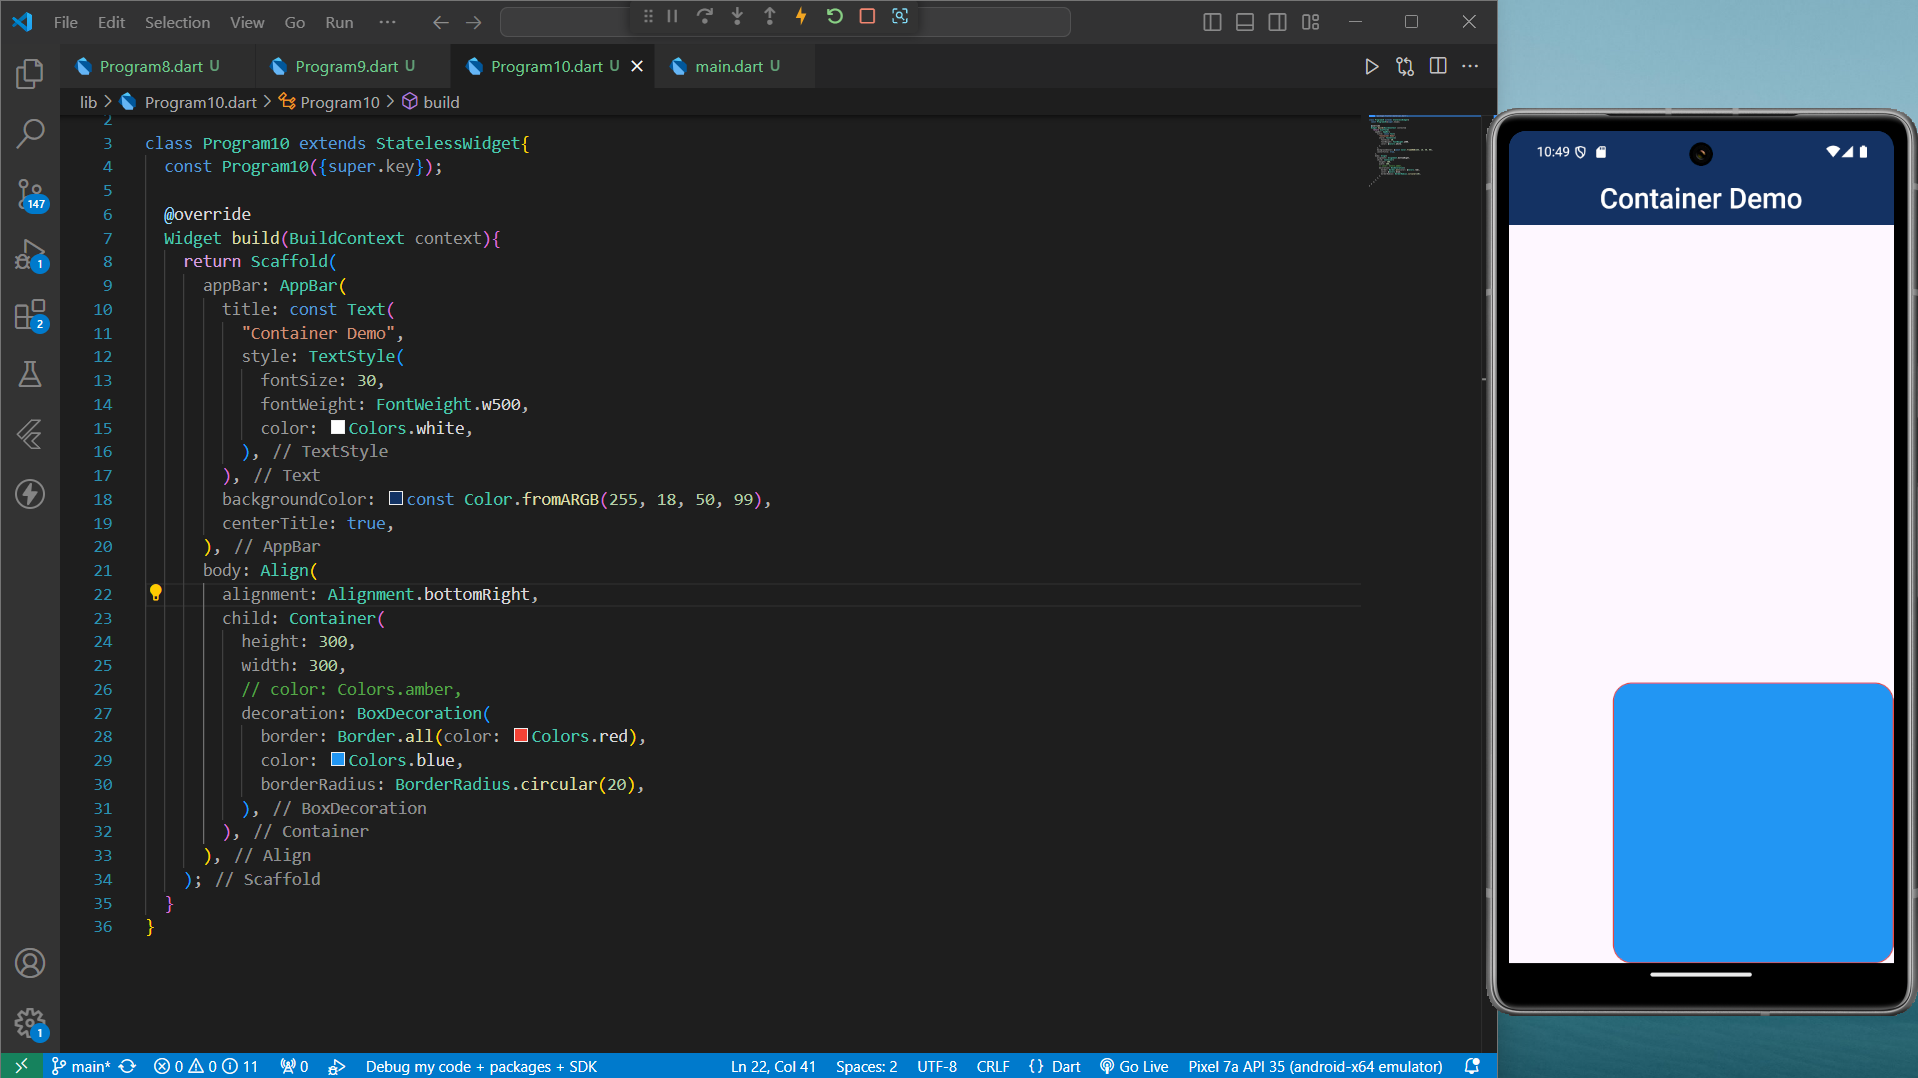 File Edit Selection View Go Run ···
Program8.dart U
Program9.dart U
Program10.dart U
main.dart U
lib > Program10.dart > Program10 > build
2
3 class Program10 extends StatelessWidget{
4 const Program10({super.key});
5
6 @override
7 Widget build(BuildContext context){
8 return Scaffold(
9 appBar: AppBar(
10 title: const Text(
11 "Container Demo",
12 style: TextStyle(
13 fontSize: 30,
14 fontWeight: FontWeight.w500,
15 color: Colors.white,
16 ), // TextStyle
17 ), // Text
18 backgroundColor: const Color.fromARGB(255, 18, 50, 99),
19 centerTitle: true,
20 ), // AppBar
21 body: Align(
22 alignment: Alignment.bottomRight,
23 child: Container(
24 height: 300,
25 width: 300,
26 // color: Colors.amber,
27 decoration: BoxDecoration(
28 border: Border.all(color: Colors.red),
29 color: Colors.blue,
30 borderRadius: BorderRadius.circular(20),
31 ), // BoxDecoration
32 ), // Container
33 ), // Align
34 ); // Scaffold
35 }
36 }
147
1
2
1
main* 0 0 11 0 Debug my code + packages + SDK Ln 22, Col 41 Spaces: 2 UTF-8 CRLF {} Dart Go Live Pixel 7a API 35 (android-x64 emulator)
10:49
Container Demo